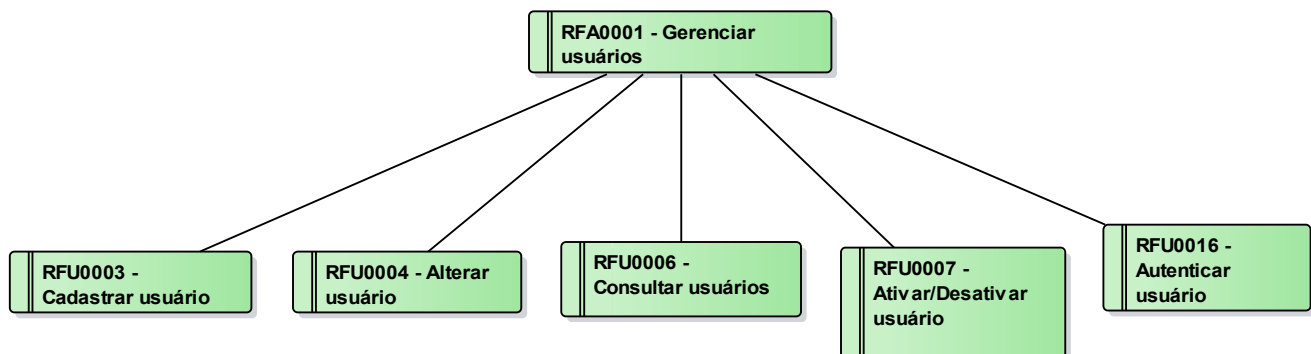 RFA0001 - Gerenciar
usuários
RFU0003 -
Cadastrar usuário
RFU0004 - Alterar
usuário
RFU0006 -
Consultar usuários
RFU0007 -
Ativar/Desativar
usuário
RFU0016 -
Autenticar
usuário